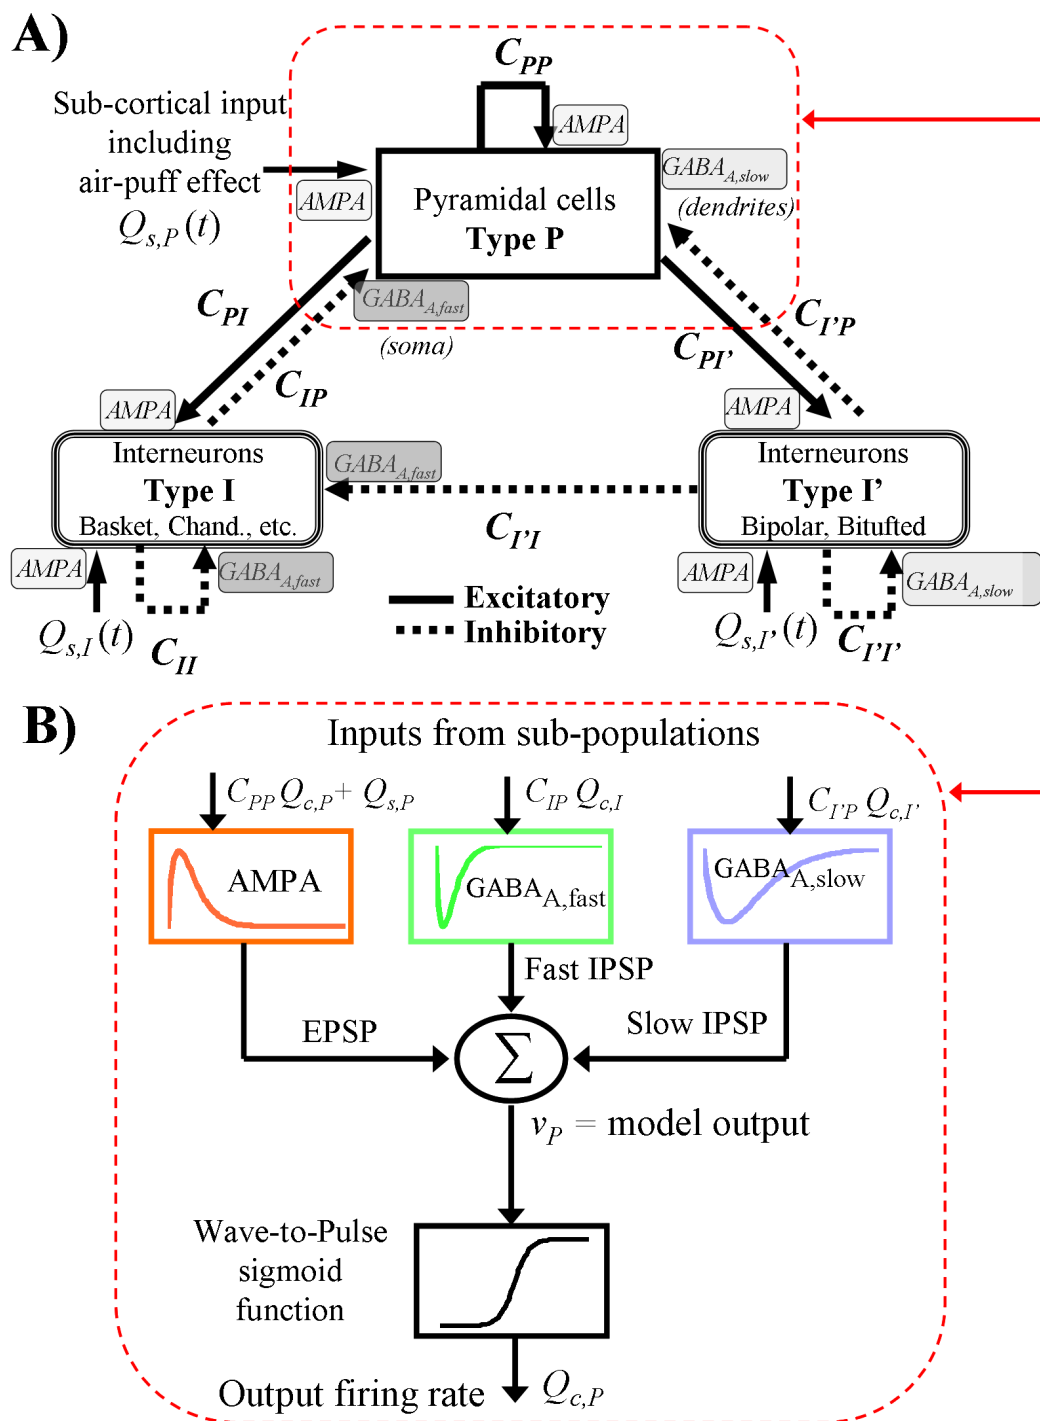 A)
C_PP
Sub-cortical input
including
air-puff effect
Q_s,P (t)
AMPA
AMPA
GABA_A,slow
(dendrites)
Pyramidal cells
Type P
GABA_A,fast
(soma)
C_PI
C_IP
C_I'P
C_PI'
AMPA
AMPA
Interneurons
Type I
Basket, Chand., etc.
GABA_A,fast
C_I'I
Interneurons
Type I'
Bipolar, Bitufted
AMPA
GABA_A,fast
AMPA
GABA_A,slow
Q_s,I (t)
C_II
Excitatory
Inhibitory
Q_s,I' (t)
C_I'I'
B)
Inputs from sub-populations
C_PP Q_c,P + Q_s,P
C_IP Q_c,I
C_I'P Q_c,I'
AMPA
GABA_A,fast
GABA_A,slow
Fast IPSP
EPSP
Slow IPSP
Σ
v_P = model output
Wave-to-Pulse
sigmoid
function
Output firing rate
Q_c,P